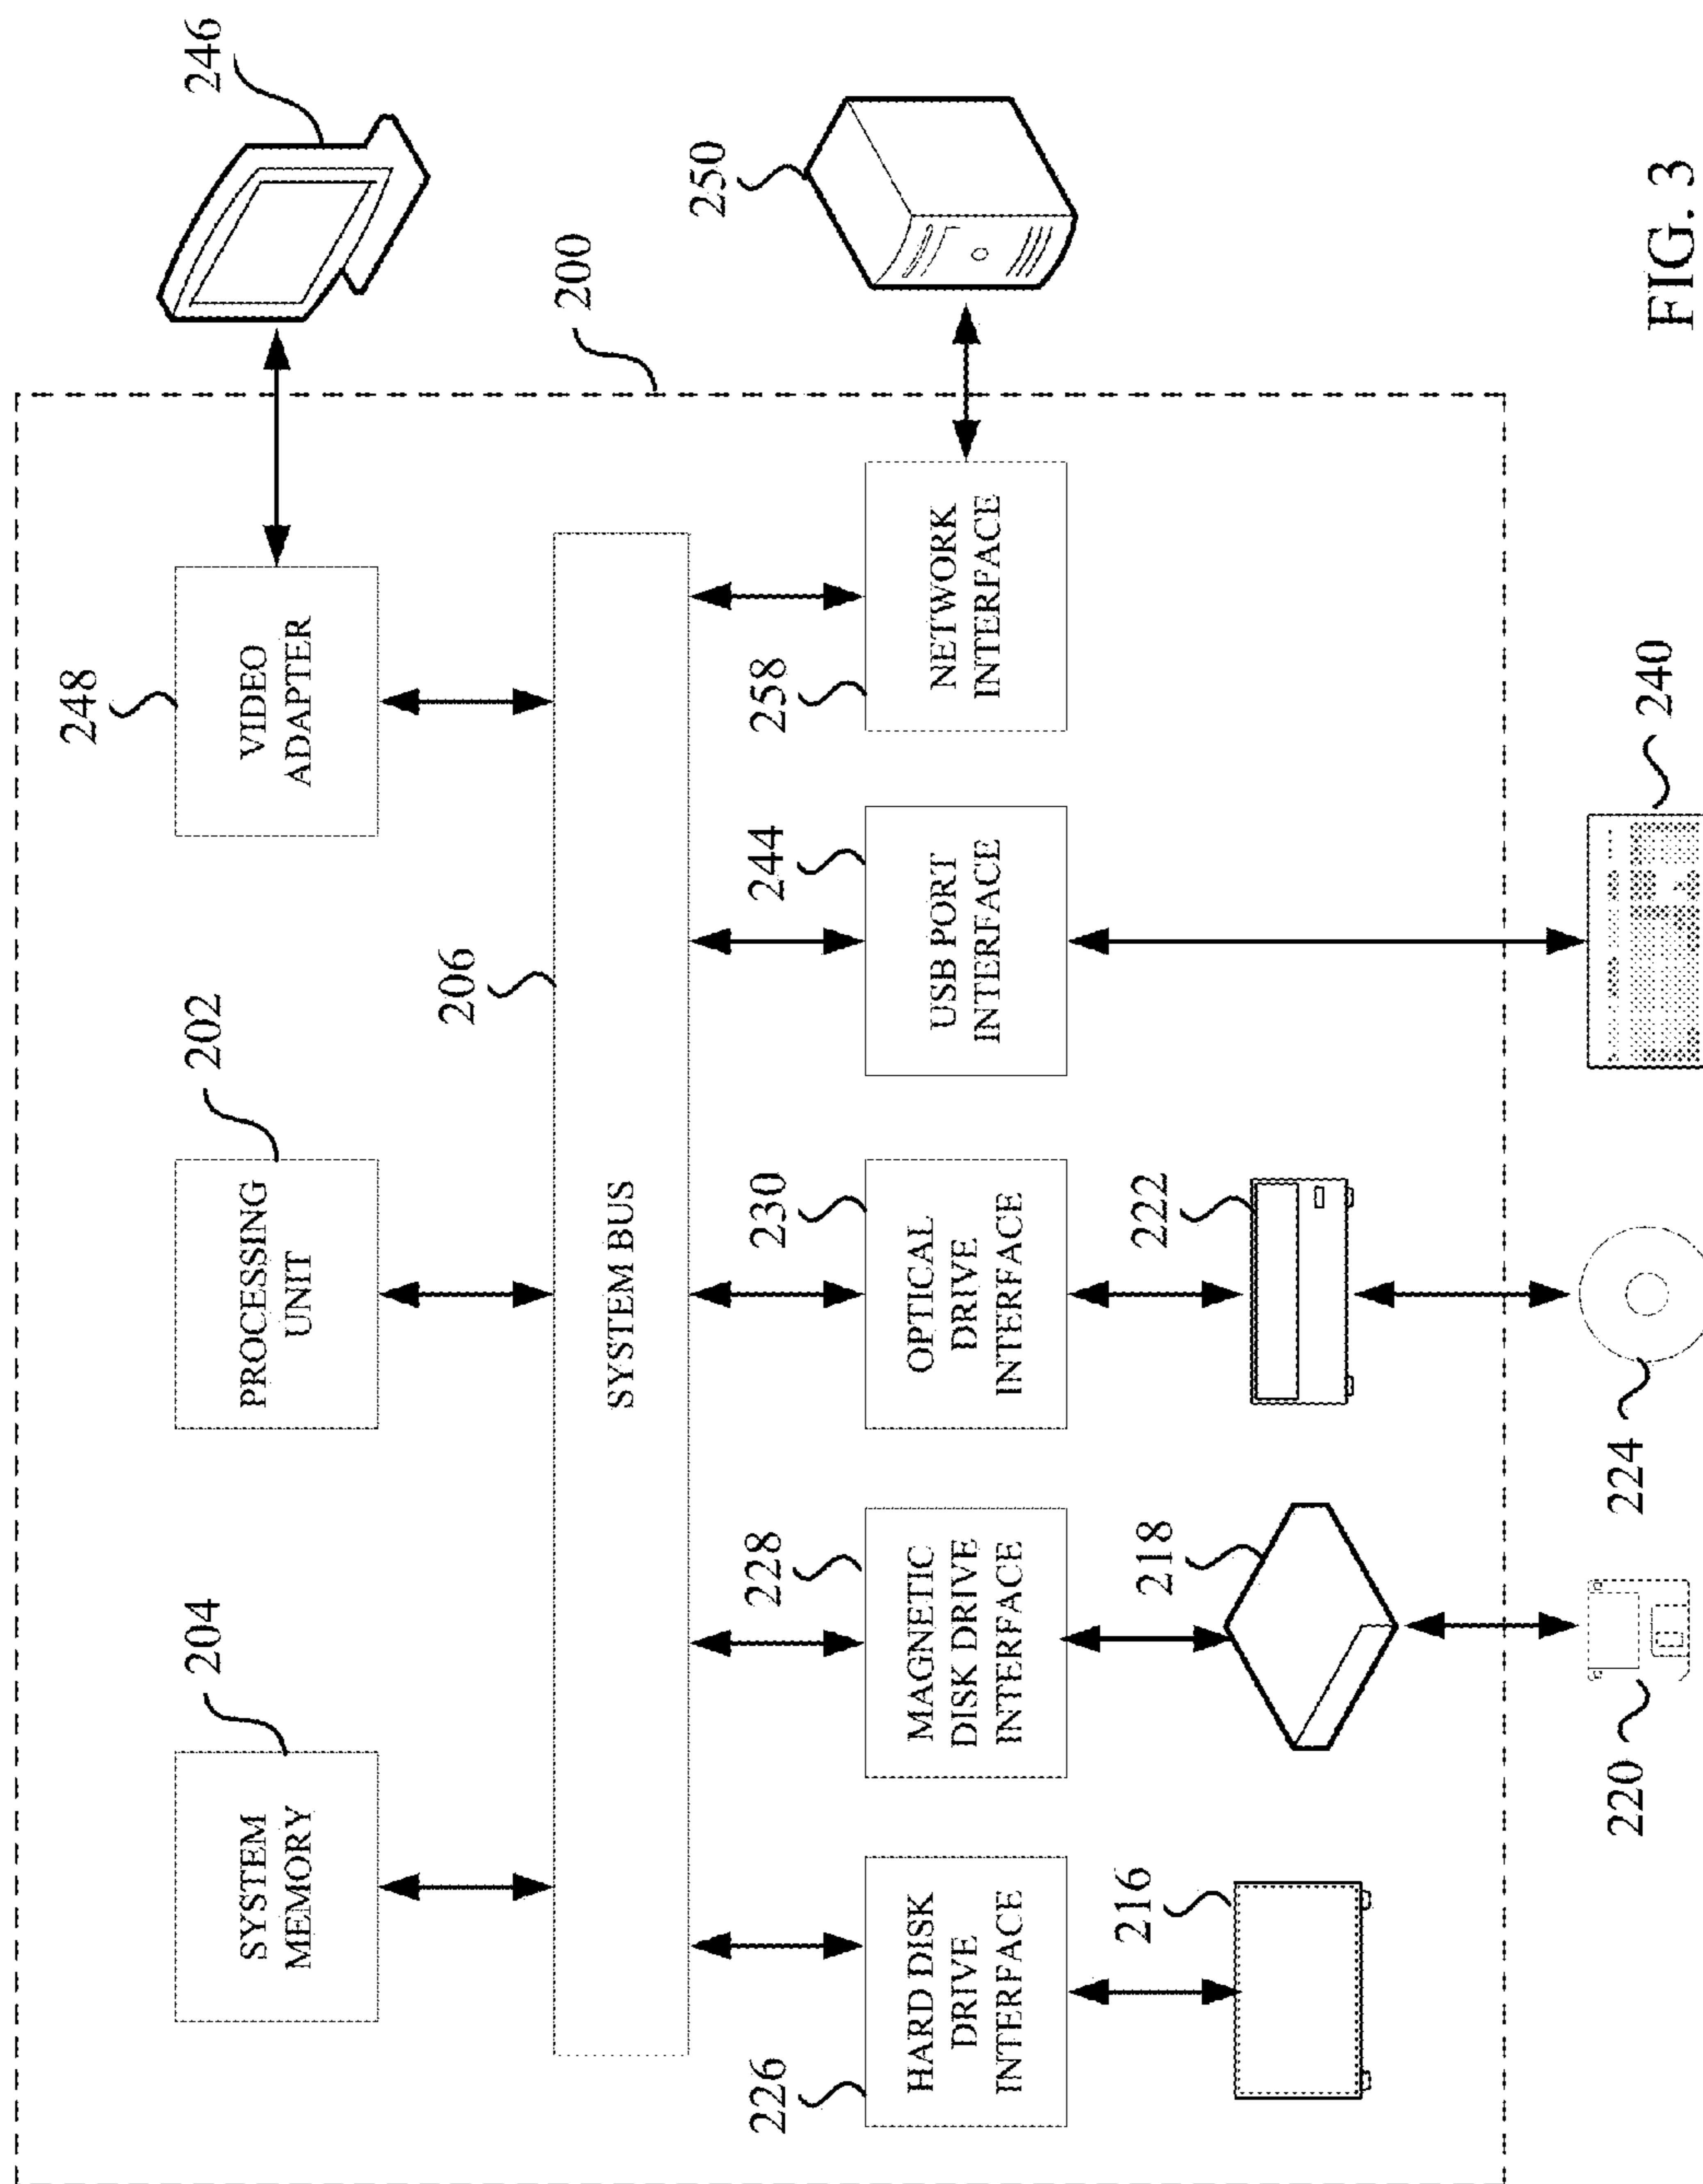 204
SYSTEM
MEMORY
202
PROCESSING
UNIT
248
VIDEO
ADAPTER
246
206
SYSTEM BUS
200
226
HARD DISK
DRIVE
INTERFACE
228
MAGNETIC
DISK DRIVE
INTERFACE
230
OPTICAL
DRIVE
INTERFACE
244
USB PORT
INTERFACE
258
NETWORK
INTERFACE
250
216
218
222
220
224
240
FIG. 3